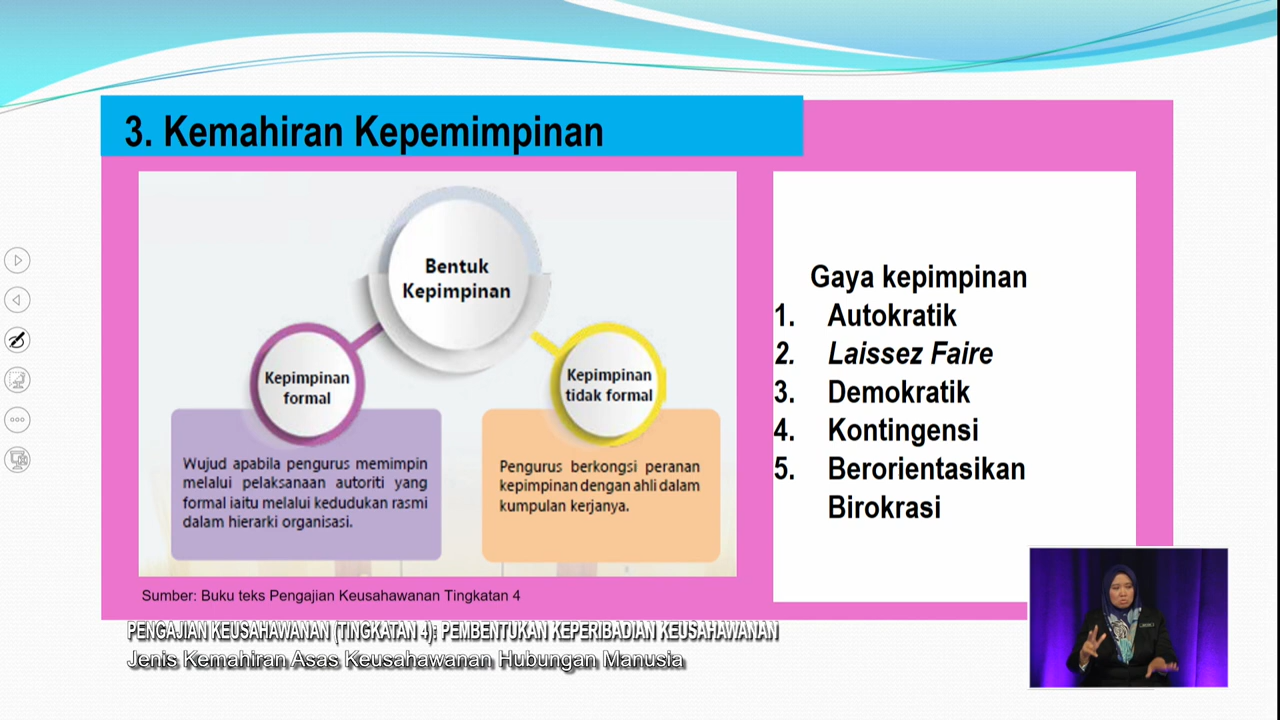 3. Kemahiran Kepemimpinan
Bentuk
Kepimpinan
Kepimpinan
formal
Wujud apabila pengurus memimpin
melalui pelaksanaan autoriti yang
formal iaitu melalui kedudukan rasmi
dalam hierarki organisasi.
Kepimpinan
tidak formal
Pengurus berkongsi peranan
kepimpinan dengan ahli dalam
kumpulan kerjanya.
Sumber: Buku teks Pengajian Keusahawanan Tingkatan 4
Gaya kepimpinan
1. Autokratik
2. Laissez Faire
3. Demokratik
4. Kontingensi
5. Berorientasikan
Birokrasi
PENGAJIAN KEUSAHAWANAN (TINGKATAN 4): PEMBENTUKAN KEPERIBADIAN KEUSAHAWANAN
Jenis Kemahiran Asas Keusahawanan Hubungan Manusia